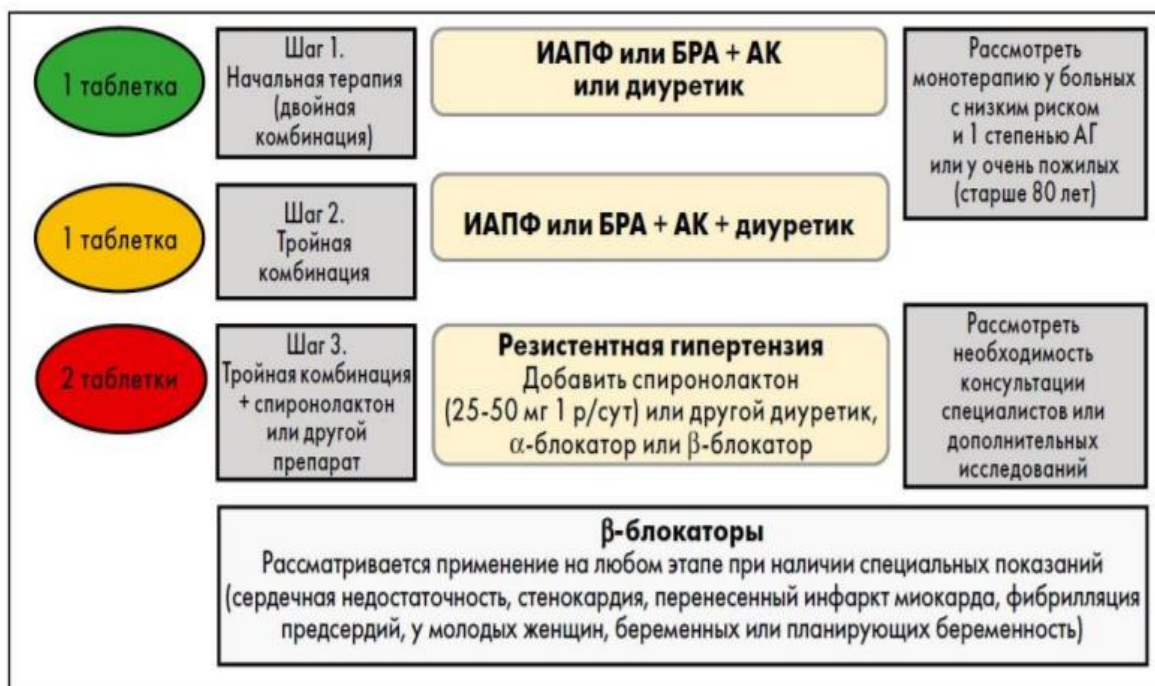 1 таблетка
Шаг 1.
Начальная терапия
(двойная
комбинация)
ИАПФ или БРА + АК
или диуретик
Рассмотреть
монотерапию у больных
с низким риском
и 1 степенью АГ
или у очень пожилых
(старше 80 лет)
1 таблетка
Шаг 2.
Тройная
комбинация
ИАПФ или БРА + АК + диуретик
2 таблетки
Шаг 3.
Тройная комбинация
+ спиронолактон
или другой
препарат
Резистентная гипертензия
Добавить спиронолактон
(25-50 мг 1 р/сут) или другой диуретик,
α-блокатор или β-блокатор
Рассмотреть
необходимость
консультации
специалистов или
дополнительных
исследований
β-блокаторы
Рассматривается применение на любом этапе при наличии специальных показаний
(сердечная недостаточность, стенокардия, перенесенный инфаркт миокарда, фибрилляция
предсердий, у молодых женщин, беременных или планирующих беременность)